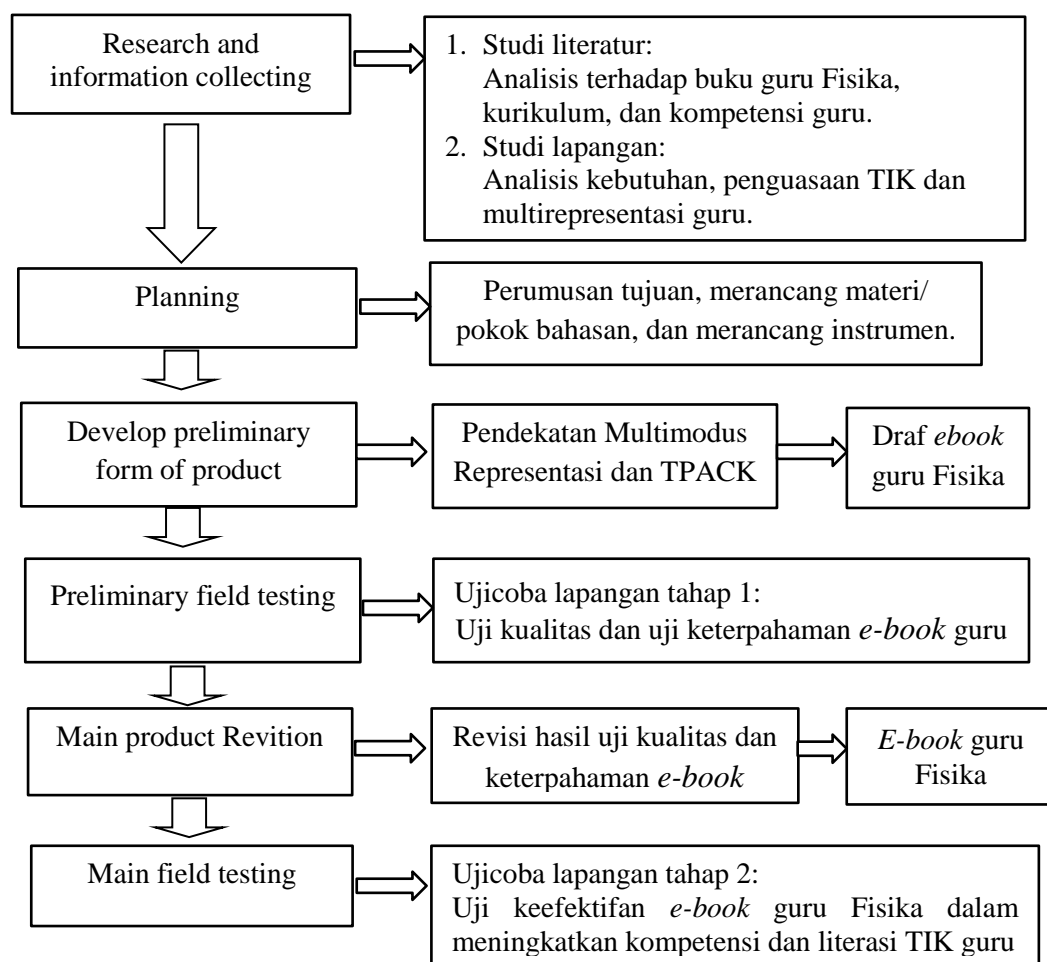 Research and
information collecting
1. Studi literatur:
Analisis terhadap buku guru Fisika,
kurikulum, dan kompetensi guru.
2. Studi lapangan:
Analisis kebutuhan, penguasaan TIK dan
multirepresentasi guru.
Planning
Perumusan tujuan, merancang materi/
pokok bahasan, dan merancang instrumen.
Develop preliminary
form of product
Pendekatan Multimodus
Representasi dan TPACK
Draf ebook
guru Fisika
Preliminary field testing
Ujicoba lapangan tahap 1:
Uji kualitas dan uji keterpahaman e-book guru
Main product Revition
Revisi hasil uji kualitas dan
keterpahaman e-book
E-book guru
Fisika
Main field testing
Ujicoba lapangan tahap 2:
Uji keefektifan e-book guru Fisika dalam
meningkatkan kompetensi dan literasi TIK guru